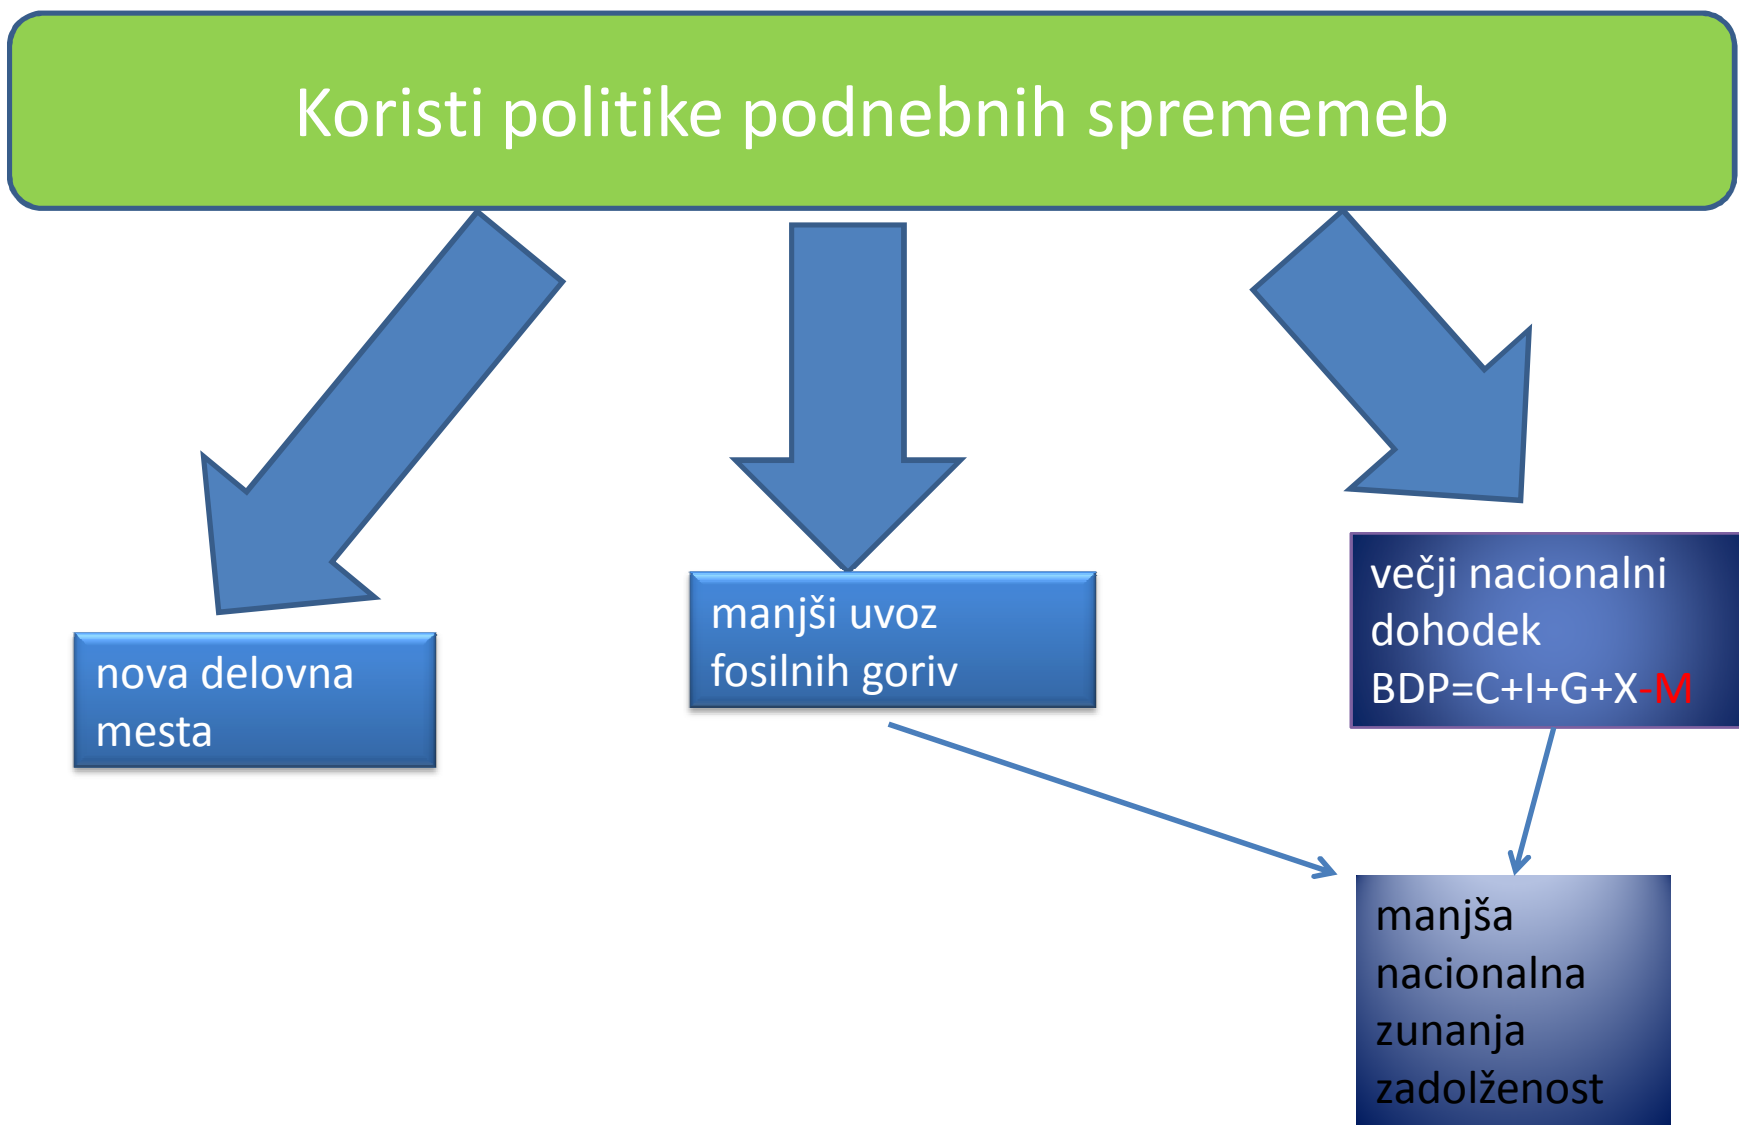 Koristi politike podnebnih sprememeb
nova delovna
mesta
manjši uvoz
fosilnih goriv
večji nacionalni
dohodek
BDP=C+I+G+X-M
manjša
nacionalna
zunanja
zadolženost